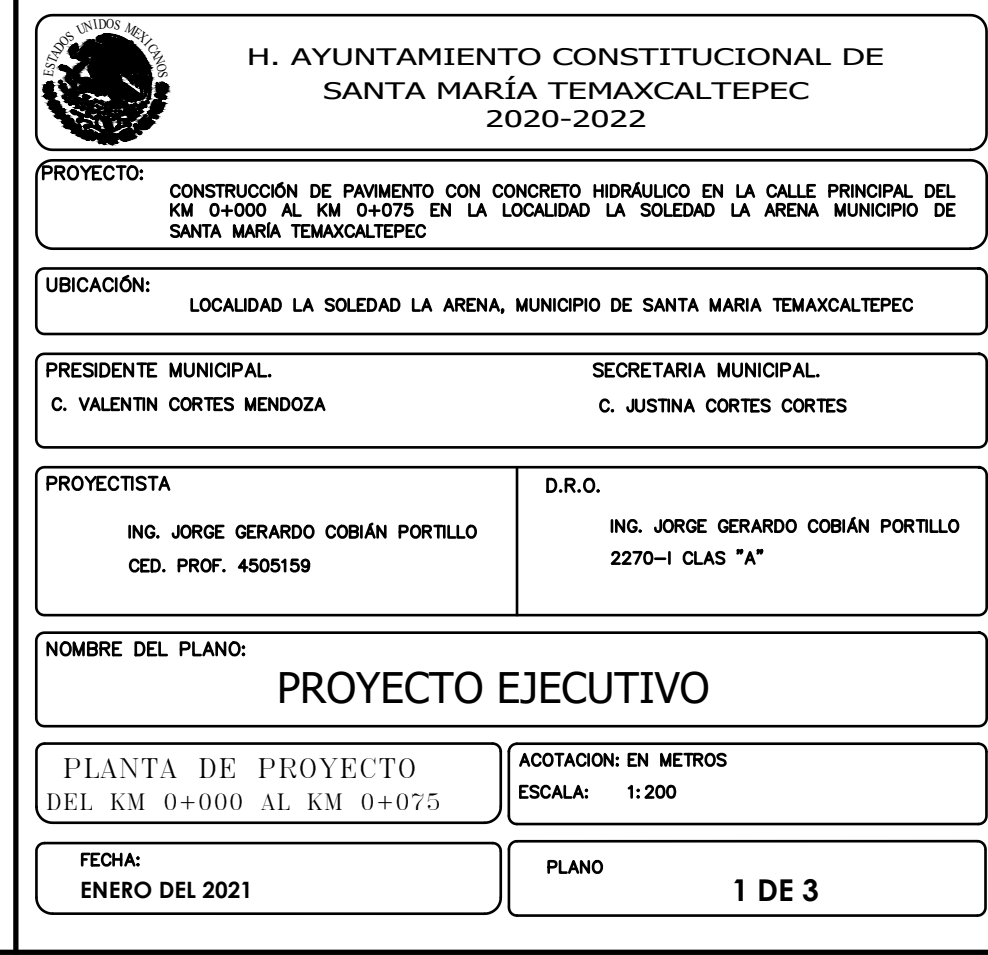 ESTADOS UNIDOS MEXICANOS
H. AYUNTAMIENTO CONSTITUCIONAL DE
SANTA MARÍA TEMAXCALTEPEC
2020-2022
PROYECTO:
CONSTRUCCIÓN DE PAVIMENTO CON CONCRETO HIDRÁULICO EN LA CALLE PRINCIPAL DEL
KM 0+000 AL KM 0+075 EN LA LOCALIDAD LA SOLEDAD LA ARENA MUNICIPIO DE
SANTA MARÍA TEMAXCALTEPEC
UBICACIÓN:
LOCALIDAD LA SOLEDAD LA ARENA, MUNICIPIO DE SANTA MARIA TEMAXCALTEPEC
PRESIDENTE MUNICIPAL.
C. VALENTIN CORTES MENDOZA
SECRETARIA MUNICIPAL.
C. JUSTINA CORTES CORTES
PROYECTISTA
ING. JORGE GERARDO COBIÁN PORTILLO
CED. PROF. 4505159
D.R.O.
ING. JORGE GERARDO COBIÁN PORTILLO
2270-I CLAS "A"
NOMBRE DEL PLANO:
PROYECTO EJECUTIVO
PLANTA DE PROYECTO
DEL KM 0+000 AL KM 0+075
ACOTACION: EN METROS
ESCALA: 1:200
FECHA:
ENERO DEL 2021
PLANO
1 DE 3